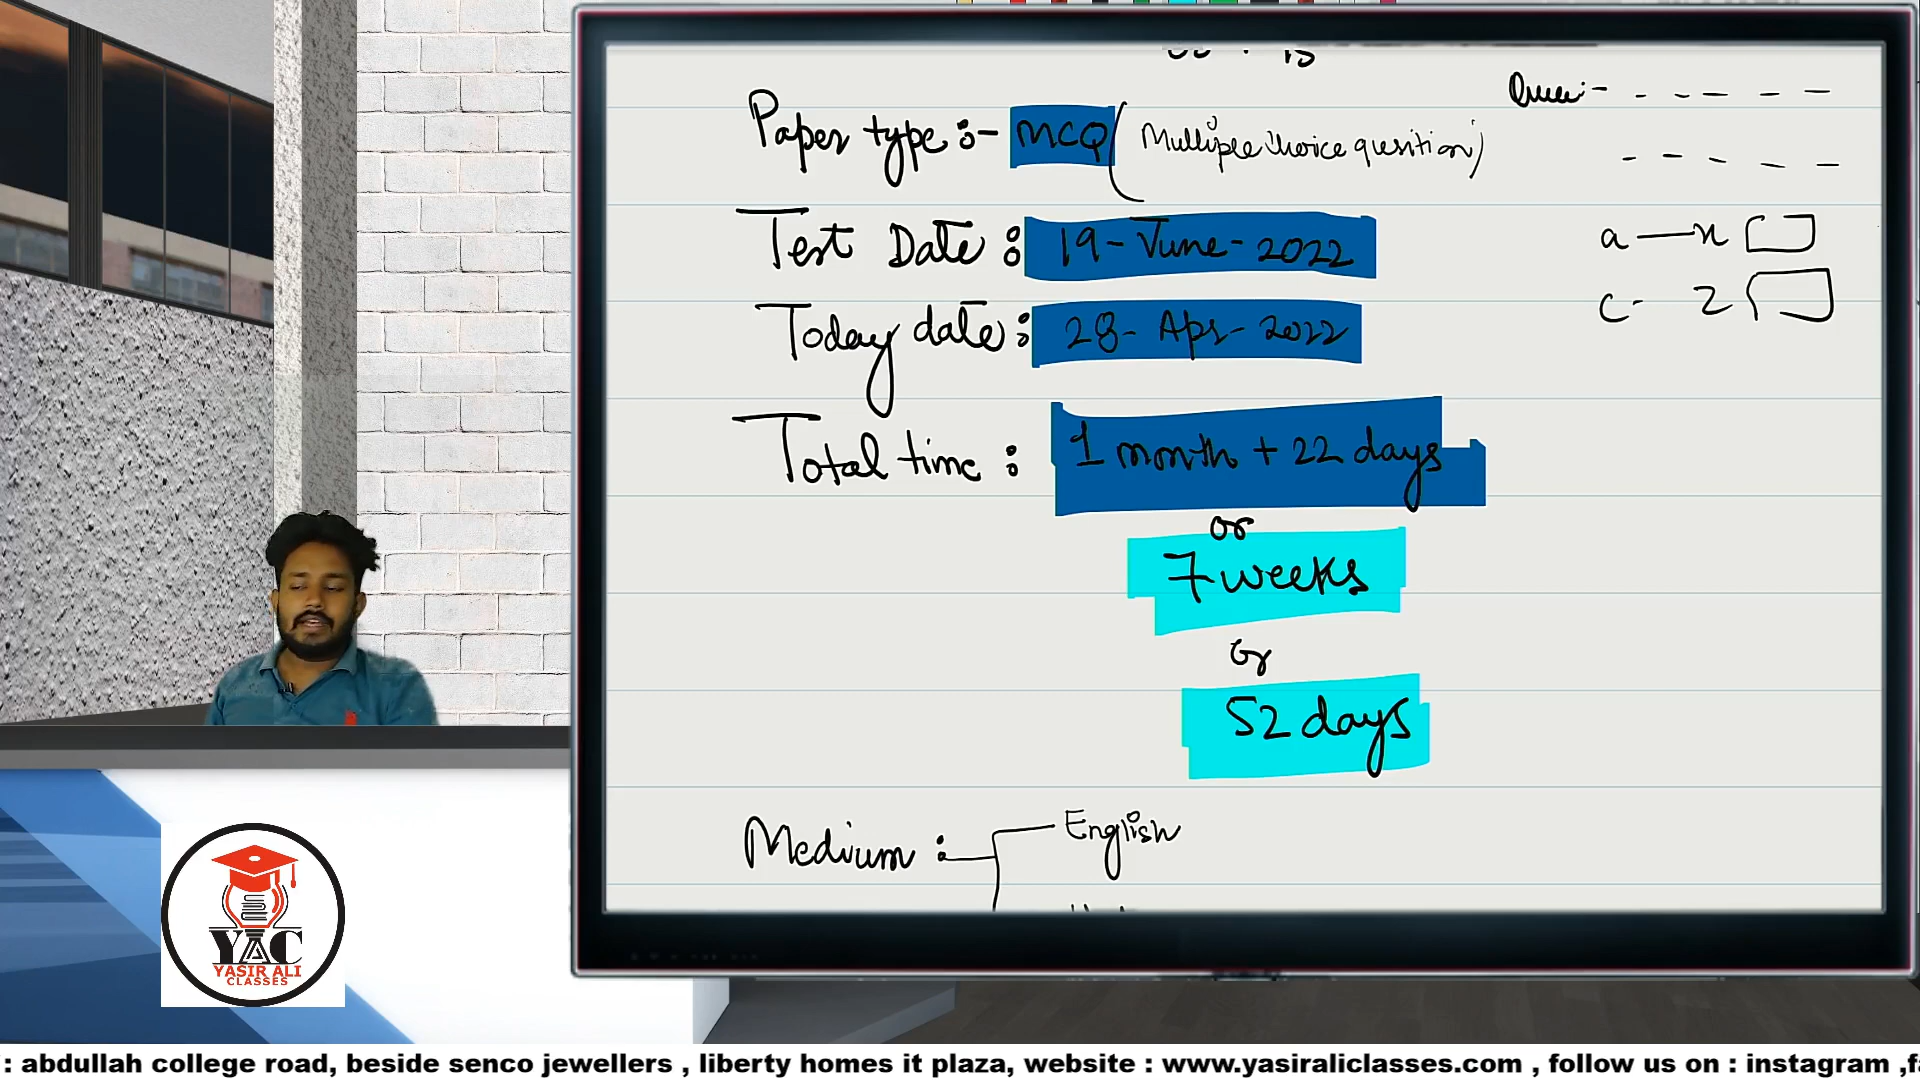 Que:-
Paper type :- MCQ ( Multiple choice quesition)
Test Date : 19-June-2022
a — x
Today date : 28-Apr-2022
c - z
Total time : 1 month + 22 days
or
7 weeks
or
52 days
Medium : English
YAC
YASIR ALI
CLASSES
: abdullah college road, beside senco jewellers , liberty homes it plaza, website : www.yasiraliclasses.com , follow us on : instagram ,